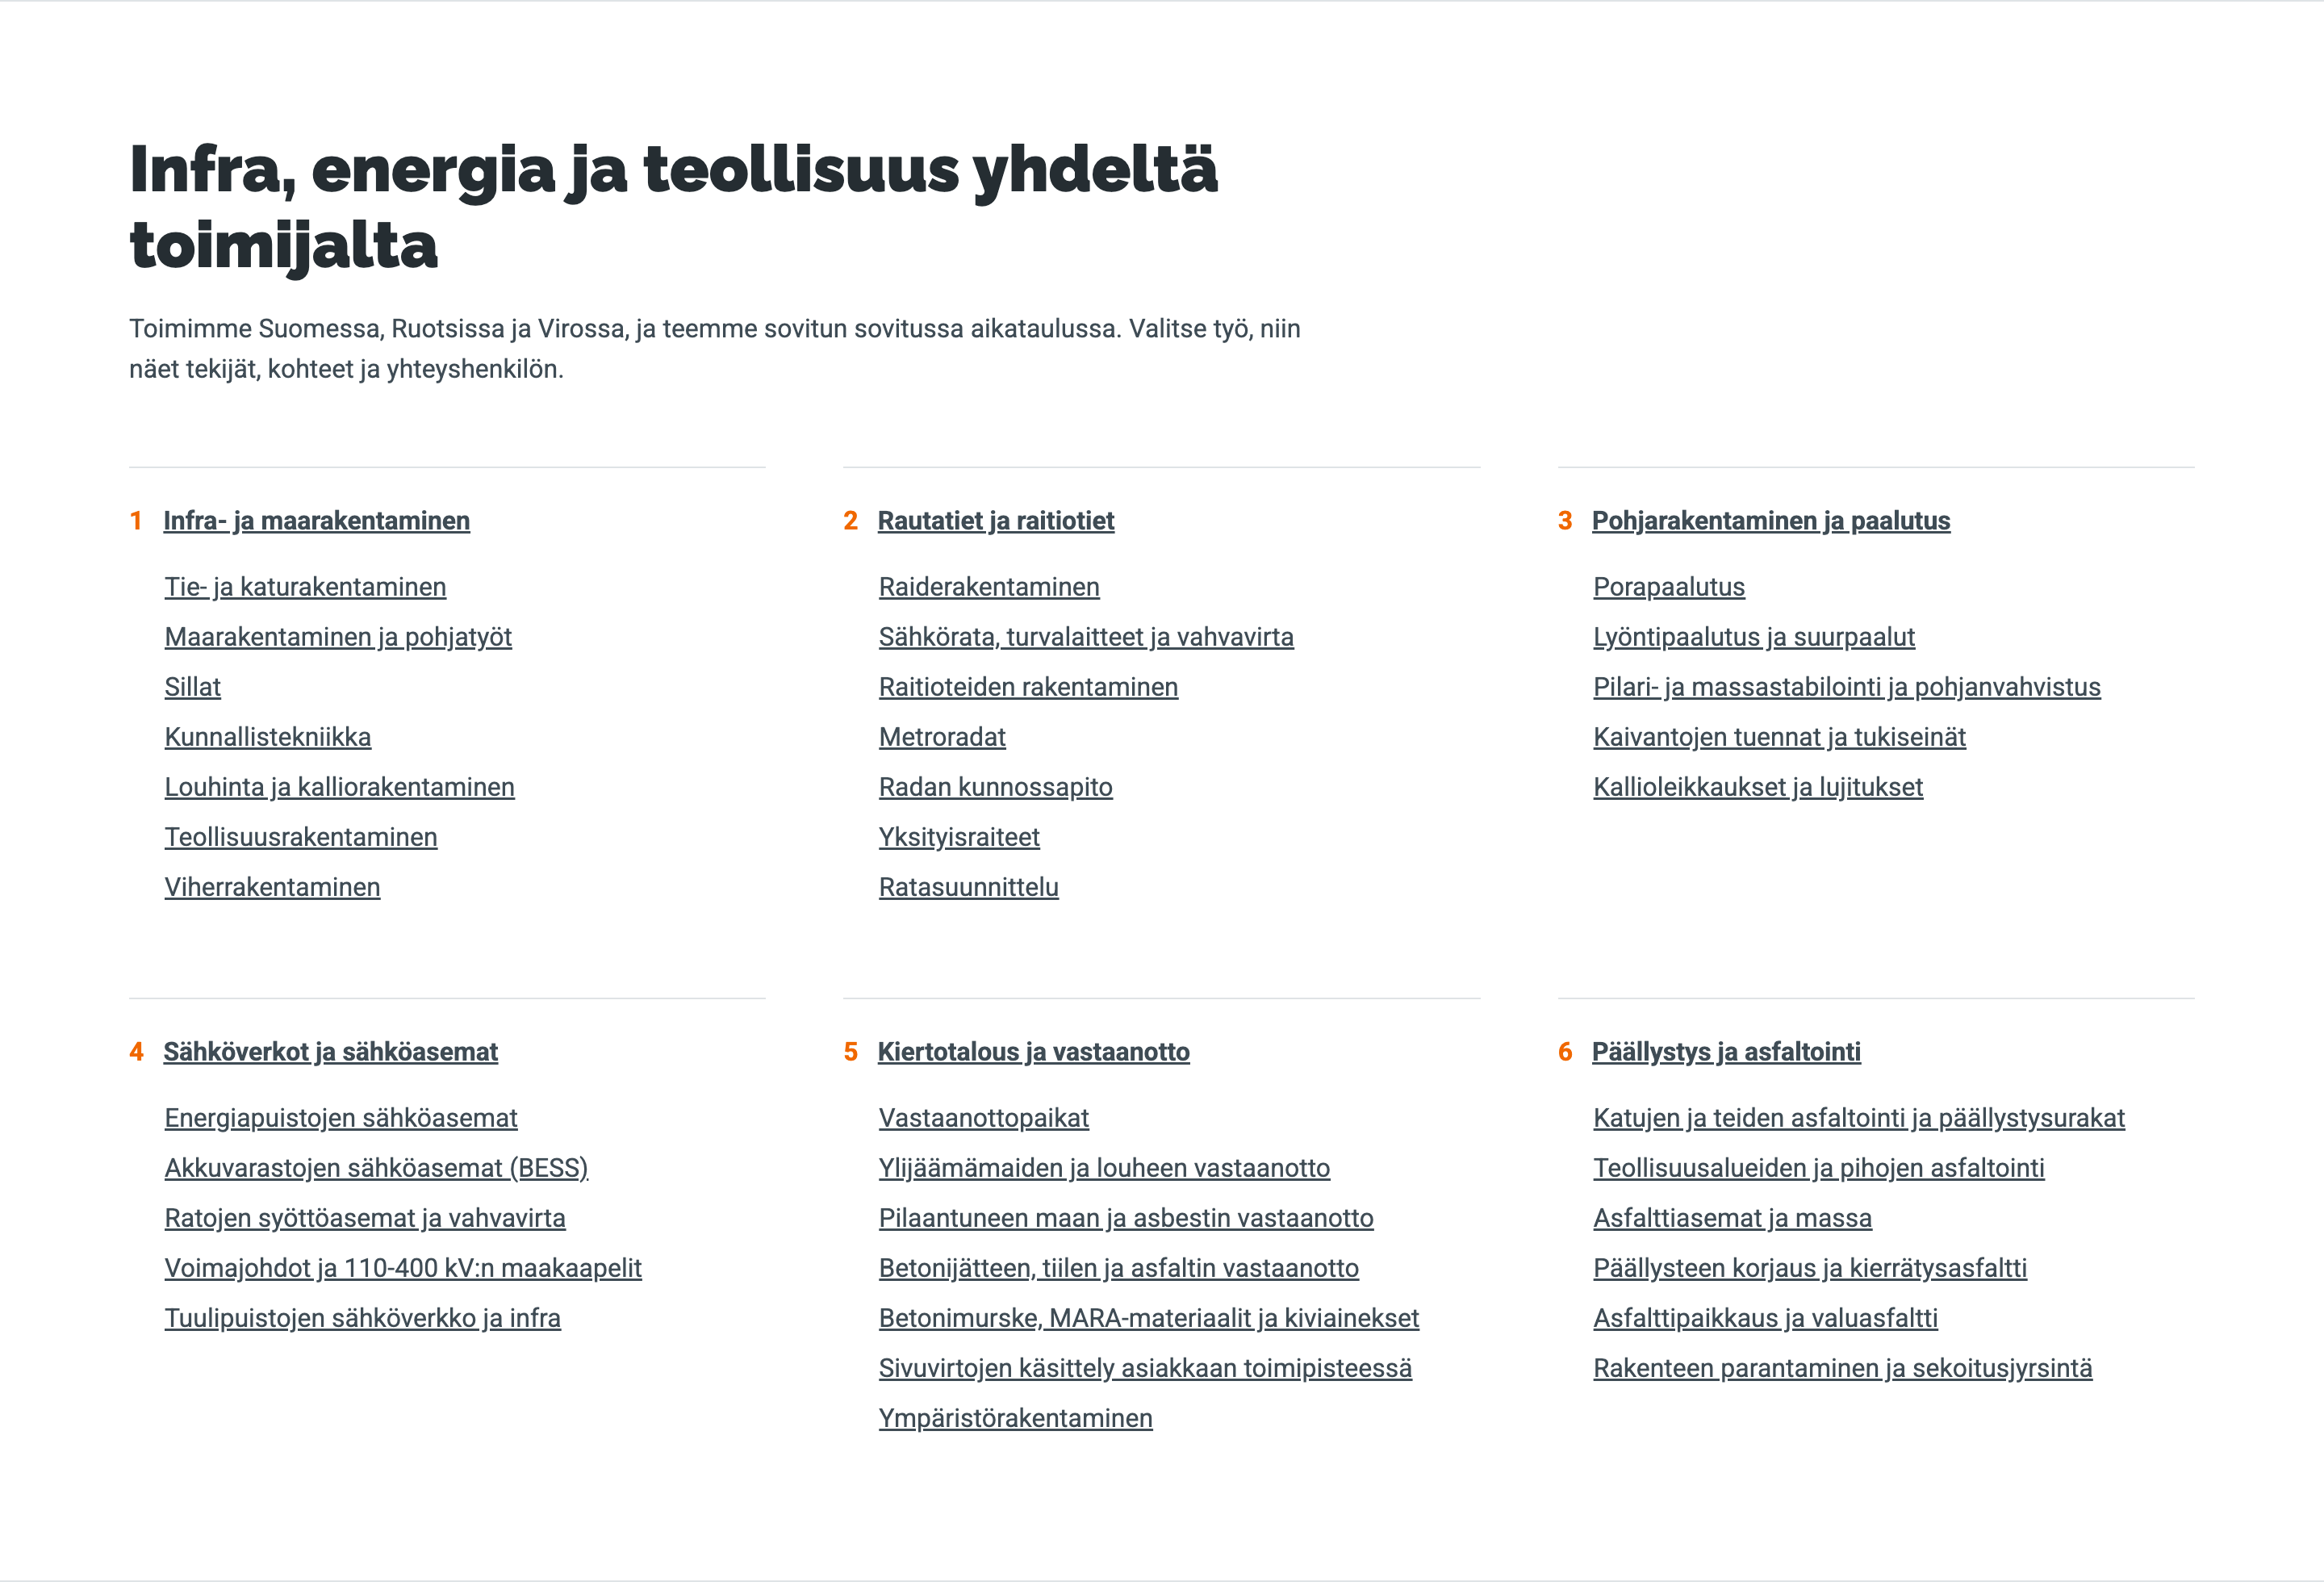 Infra, energia ja teollisuus yhdeltä
toimijalta
Toimimme Suomessa, Ruotsissa ja Virossa, ja teemme sovitun sovitussa aikataulussa. Valitse työ, niin
näet tekijät, kohteet ja yhteyshenkilön.
1 Infra- ja maarakentaminen
Tie- ja katurakentaminen
Maarakentaminen ja pohjatyöt
Sillat
Kunnallistekniikka
Louhinta ja kalliorakentaminen
Teollisuusrakentaminen
Viherrakentaminen
2 Rautatiet ja raitiotiet
Raiderakentaminen
Sähkörata, turvalaitteet ja vahvavirta
Raitioteiden rakentaminen
Metroradat
Radan kunnossapito
Yksityisraiteet
Ratasuunnittelu
3 Pohjarakentaminen ja paalutus
Porapaalutus
Lyöntipaalutus ja suurpaalut
Pilari- ja massastabilointi ja pohjanvahvistus
Kaivantojen tuennat ja tukiseinät
Kallioleikkaukset ja lujitukset
4 Sähköverkot ja sähköasemat
Energiapuistojen sähköasemat
Akkuvarastojen sähköasemat (BESS)
Ratojen syöttöasemat ja vahvavirta
Voimajohdot ja 110-400 kV:n maakaapelit
Tuulipuistojen sähköverkko ja infra
5 Kiertotalous ja vastaanotto
Vastaanottopaikat
Ylijäämämaiden ja louheen vastaanotto
Pilaantuneen maan ja asbestin vastaanotto
Betonijätteen, tiilen ja asfaltin vastaanotto
Betonimurske, MARA-materiaalit ja kiviainekset
Sivuvirtojen käsittely asiakkaan toimipisteessä
Ympäristörakentaminen
6 Päällystys ja asfaltointi
Katujen ja teiden asfaltointi ja päällystysurakat
Teollisuusalueiden ja pihojen asfaltointi
Asfalttiasemat ja massa
Päällysteen korjaus ja kierrätysasfaltti
Asfalttipaikkaus ja valuasfaltti
Rakenteen parantaminen ja sekoitusjyrsintä